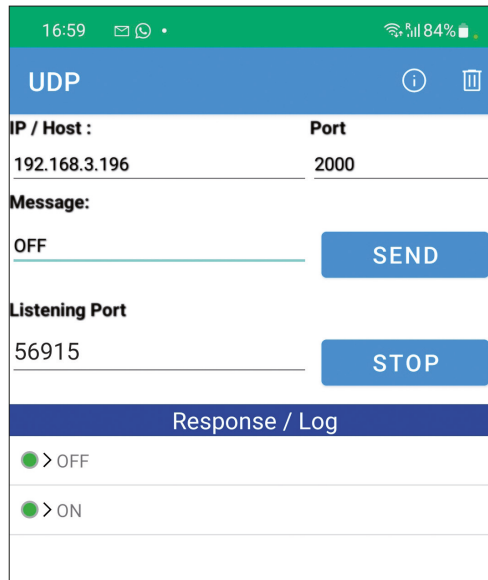 16:59 84%
UDP
IP / Host : Port
192.168.3.196 2000
Message:
OFF SEND
Listening Port
56915 STOP
Response / Log
> OFF
> ON